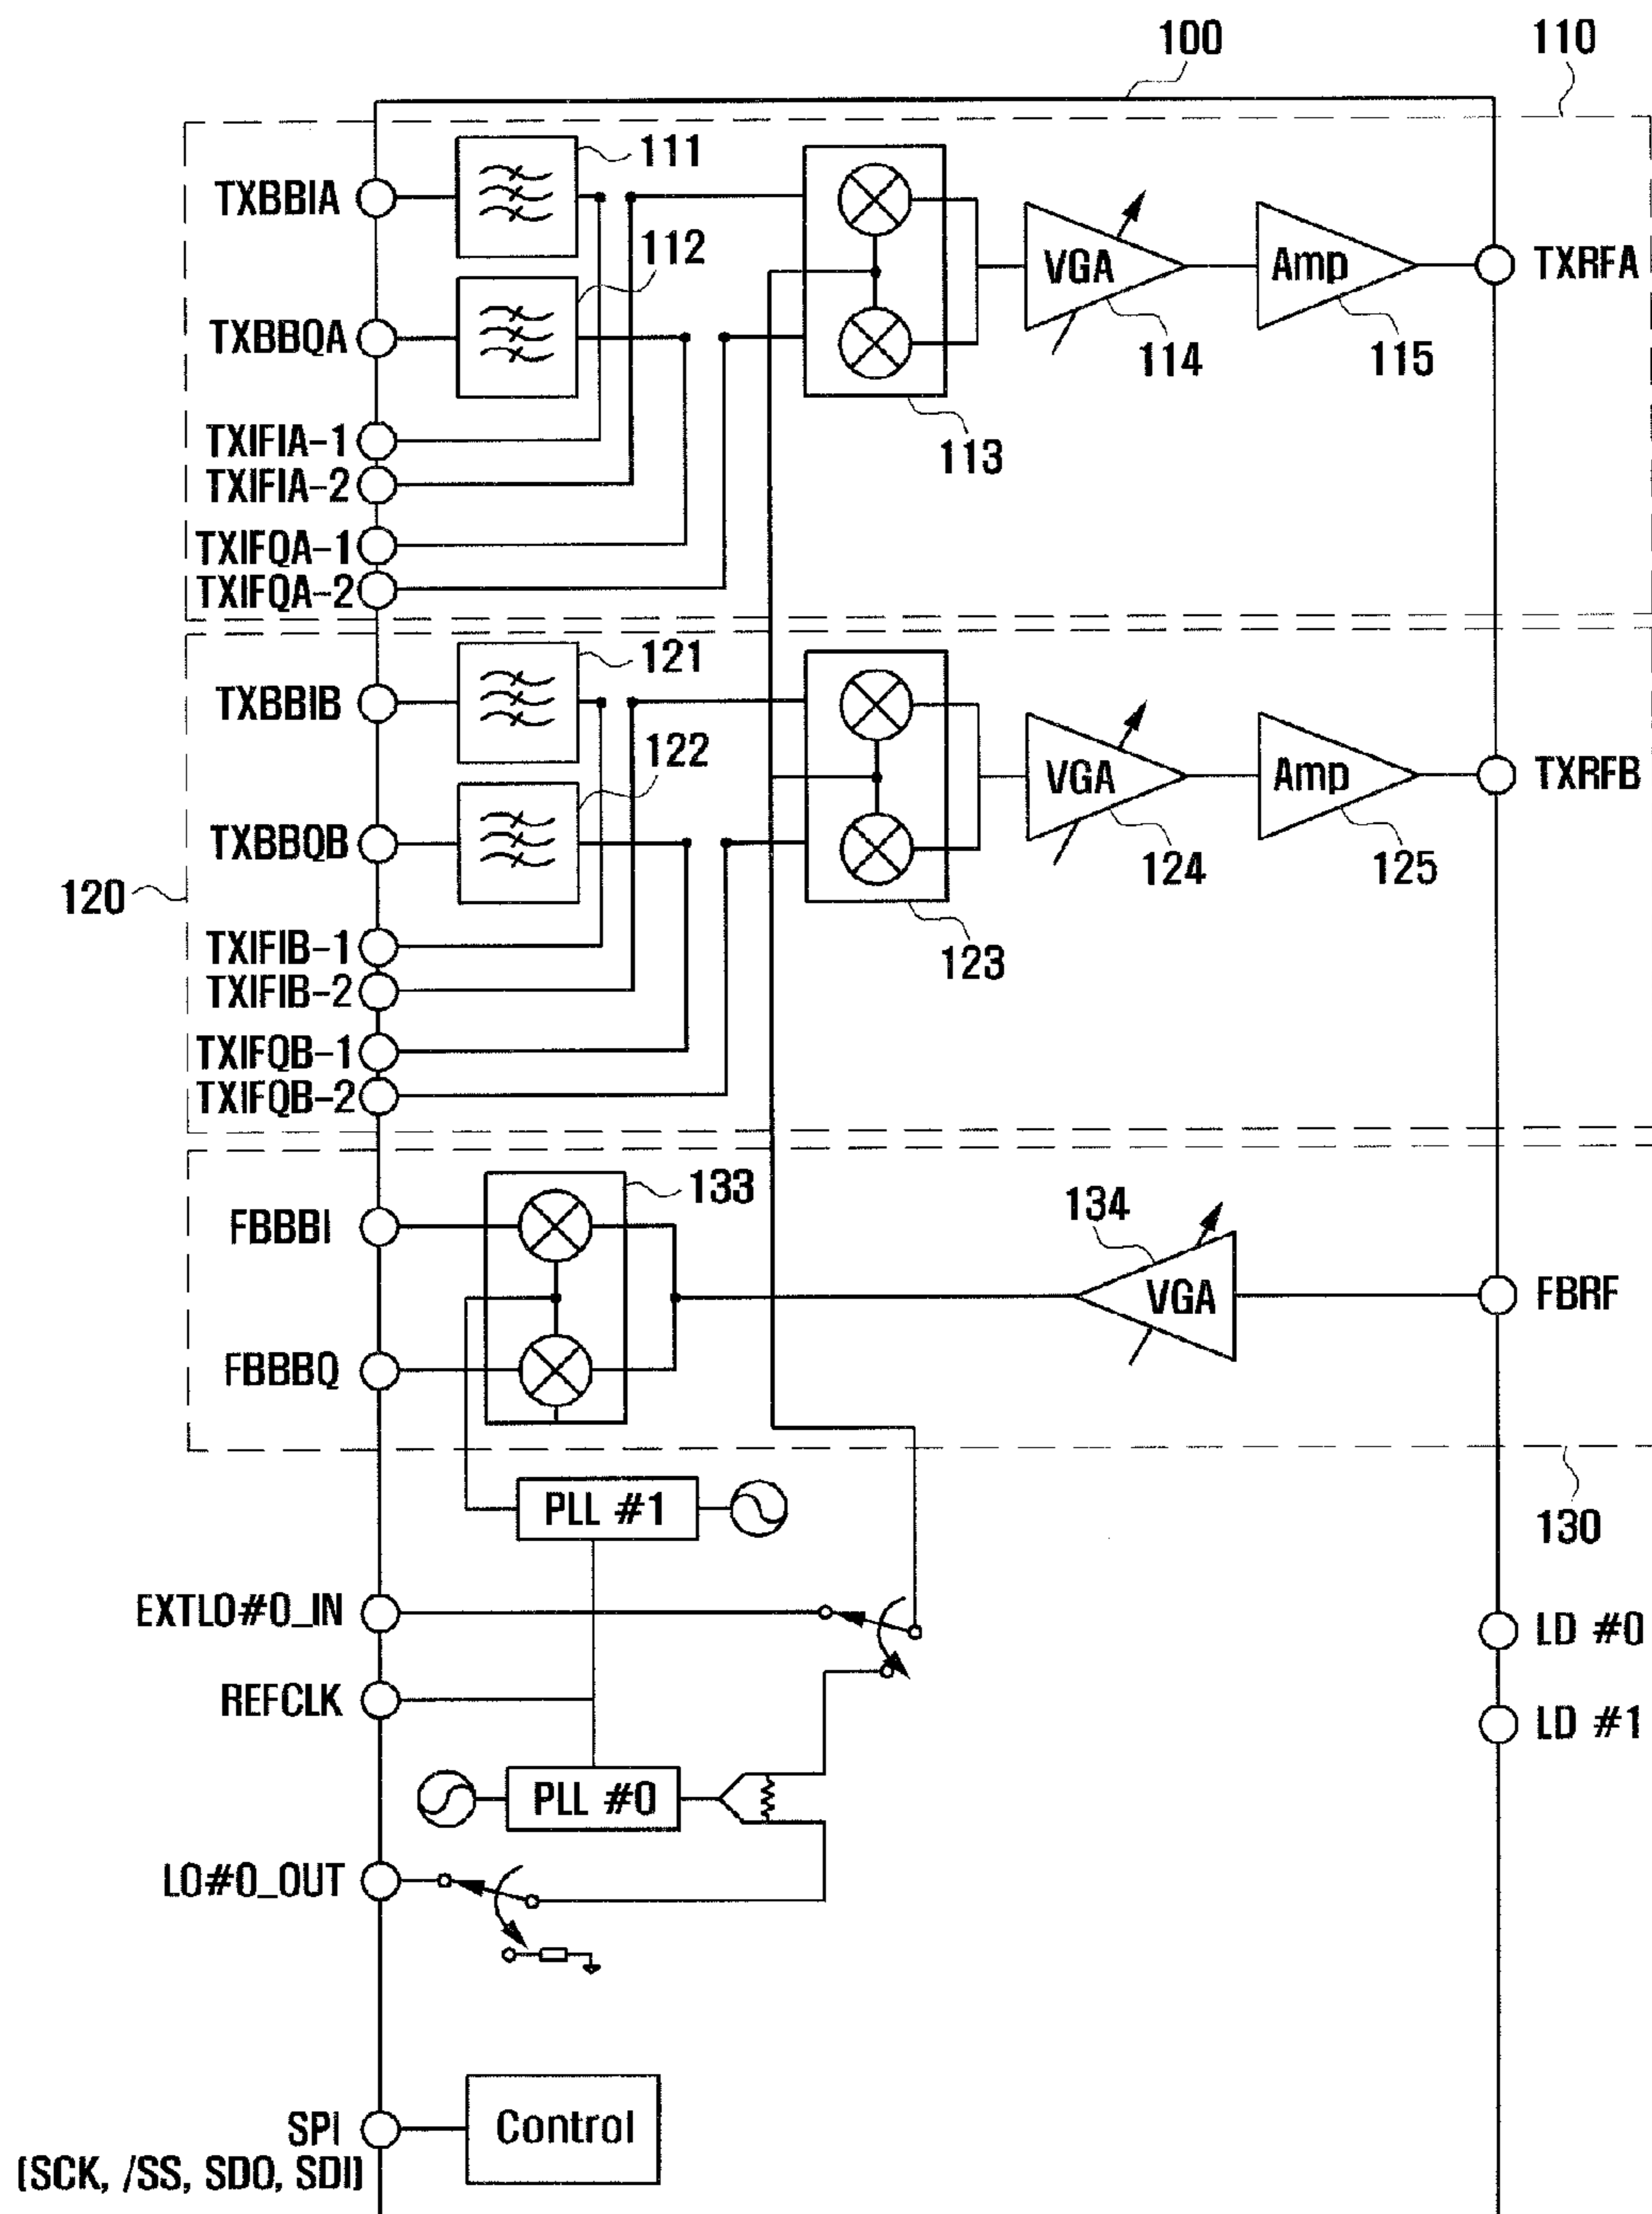 100
110
111
TXBBIA
112
VGA
Amp
TXRFA
TXBBQA
114
115
TXIFIA-1
113
TXIFIA-2
TXIFQA-1
TXIFQA-2
121
TXBBIB
122
VGA
Amp
TXRFB
TXBBQB
124
125
120
TXIFIB-1
123
TXIFIB-2
TXIFQB-1
TXIFQB-2
133
134
FBBBI
VGA
FBRF
FBBBQ
PLL #1
130
EXTLO#0_IN
LD #0
REFCLK
LD #1
PLL #0
LO#0_OUT
SPI
Control
(SCK, /SS, SDO, SDI)